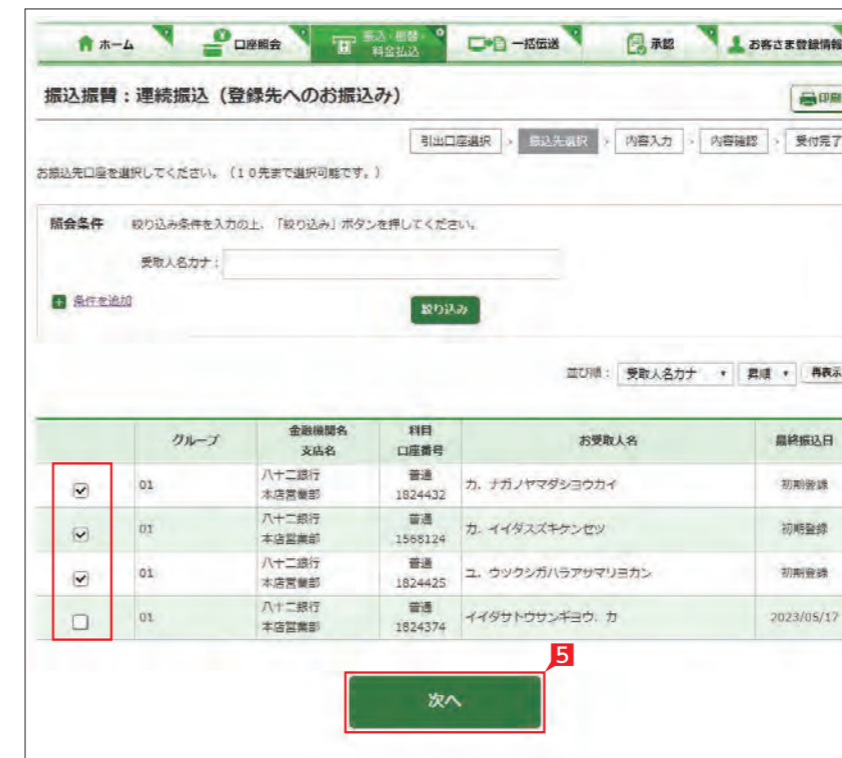 ホーム 口座照会 振込・振替・ 一括伝送 承認 お客さま登録情報
料金払込
振込振替：連続振込（登録先へのお振込み）
印刷
引出口座選択 > 振込先選択 > 内容入力 > 内容確認 > 受付完了
お振込先口座を選択してください。（10先まで選択可能です。）
照会条件 絞り込み条件を入力の上、「絞り込み」ボタンを押してください。
受取人名カナ：
条件を追加
絞り込み
並び順： 受取人名カナ 昇順 再表示
グループ 金融機関名 科目 お受取人名 最終振込日
支店名 口座番号
01 八十二銀行 普通 カ．ナガノヤマダシヨウカイ 初期登録
本店営業部 1824432
01 八十二銀行 普通 カ．イイダスズキケンセツ 初期登録
本店営業部 1568124
01 八十二銀行 普通 ユ．ウツクシガハラアサマリヨカン 初期登録
本店営業部 1824425
01 八十二銀行 普通 イイダサトウサンギヨウ．カ 2023/05/17
本店営業部 1824374
5
次へ